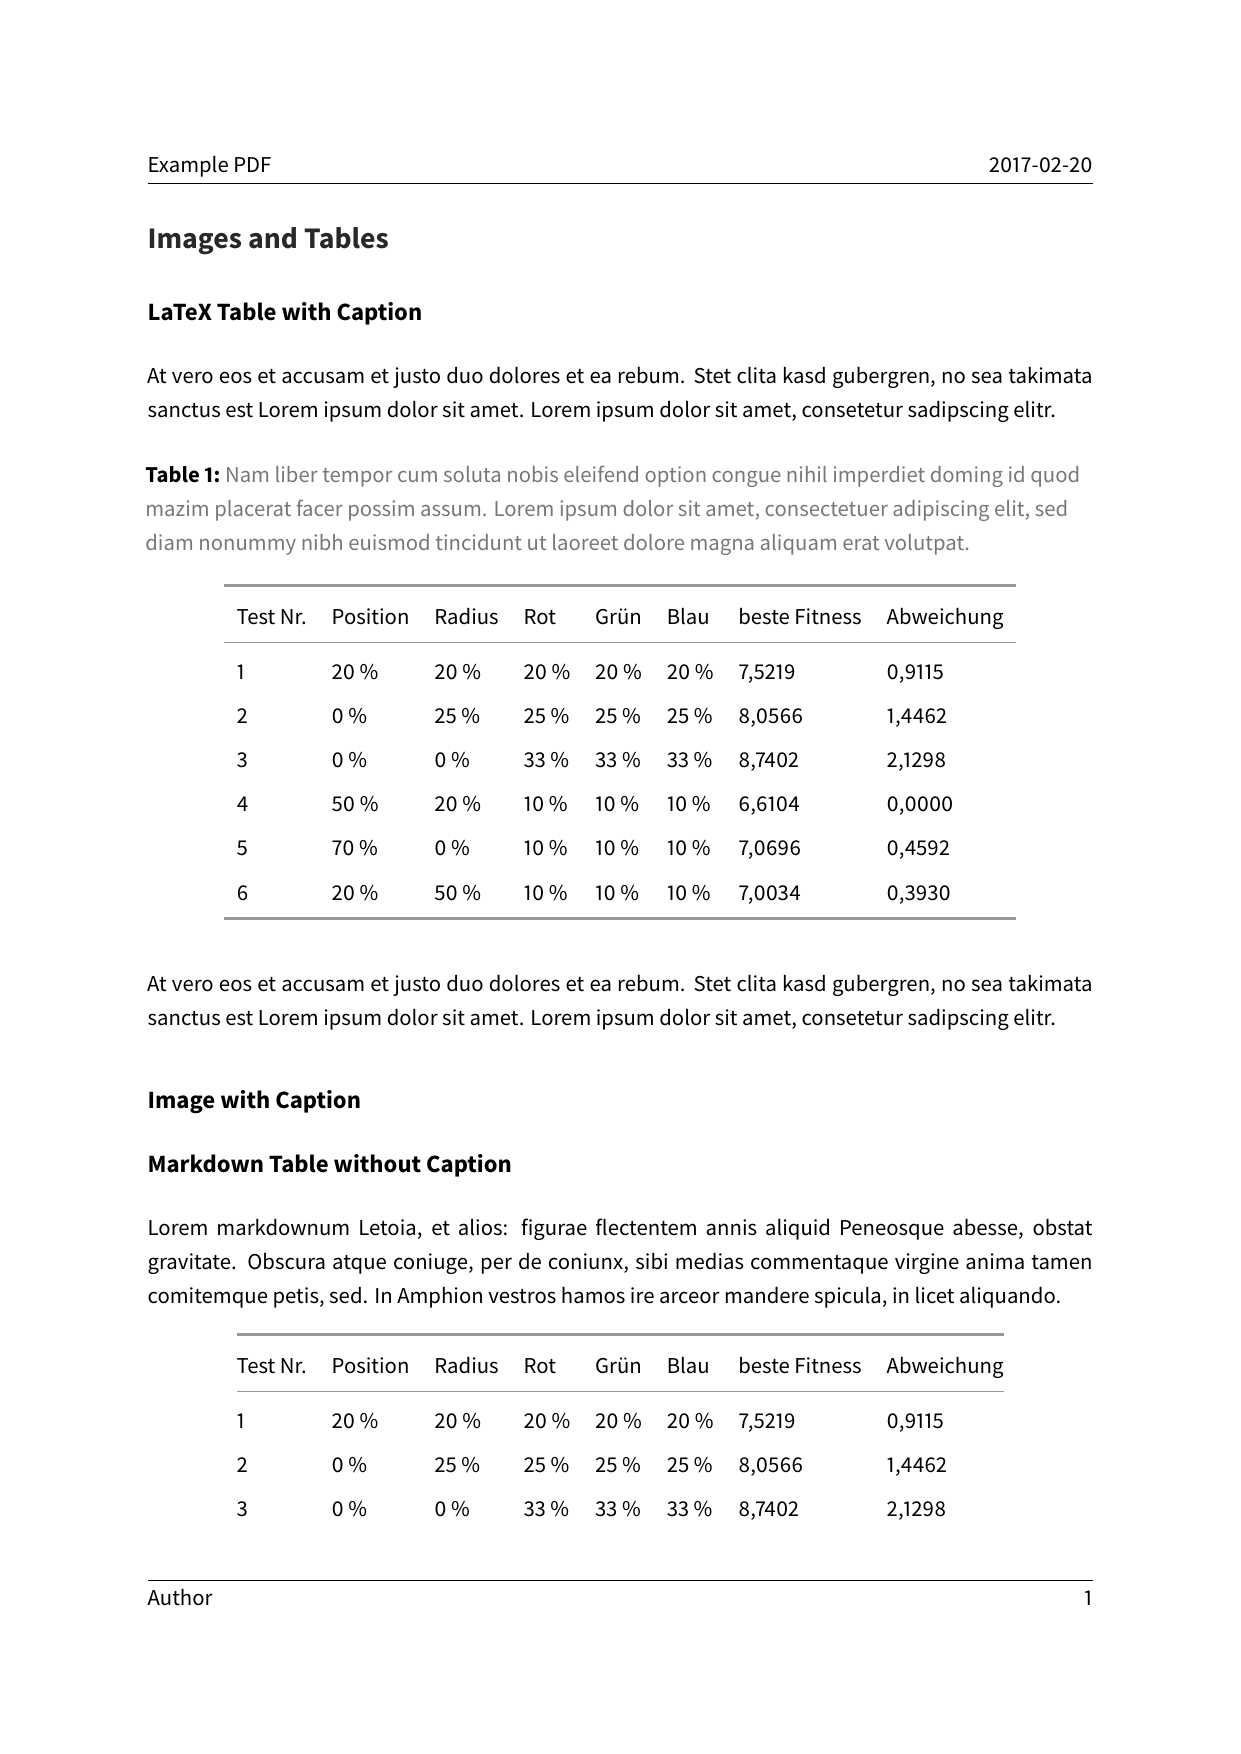 Example PDF 2017-02-20
Images and Tables
LaTeX Table with Caption
At vero eos et accusam et justo duo dolores et ea rebum. Stet clita kasd gubergren, no sea takimata
sanctus est Lorem ipsum dolor sit amet. Lorem ipsum dolor sit amet, consetetur sadipscing elitr.
Table 1: Nam liber tempor cum soluta nobis eleifend option congue nihil imperdiet doming id quod
mazim placerat facer possim assum. Lorem ipsum dolor sit amet, consectetuer adipiscing elit, sed
diam nonummy nibh euismod tincidunt ut laoreet dolore magna aliquam erat volutpat.
Test Nr. Position Radius Rot Grün Blau beste Fitness Abweichung
1 20 % 20 % 20 % 20 % 20 % 7,5219 0,9115
2 0 % 25 % 25 % 25 % 25 % 8,0566 1,4462
3 0 % 0 % 33 % 33 % 33 % 8,7402 2,1298
4 50 % 20 % 10 % 10 % 10 % 6,6104 0,0000
5 70 % 0 % 10 % 10 % 10 % 7,0696 0,4592
6 20 % 50 % 10 % 10 % 10 % 7,0034 0,3930
At vero eos et accusam et justo duo dolores et ea rebum. Stet clita kasd gubergren, no sea takimata
sanctus est Lorem ipsum dolor sit amet. Lorem ipsum dolor sit amet, consetetur sadipscing elitr.
Image with Caption
Markdown Table without Caption
Lorem markdownum Letoia, et alios: figurae flectentem annis aliquid Peneosque abesse, obstat
gravitate. Obscura atque coniuge, per de coniunx, sibi medias commentaque virgine anima tamen
comitemque petis, sed. In Amphion vestros hamos ire arceor mandere spicula, in licet aliquando.
Test Nr. Position Radius Rot Grün Blau beste Fitness Abweichung
1 20 % 20 % 20 % 20 % 20 % 7,5219 0,9115
2 0 % 25 % 25 % 25 % 25 % 8,0566 1,4462
3 0 % 0 % 33 % 33 % 33 % 8,7402 2,1298
Author 1